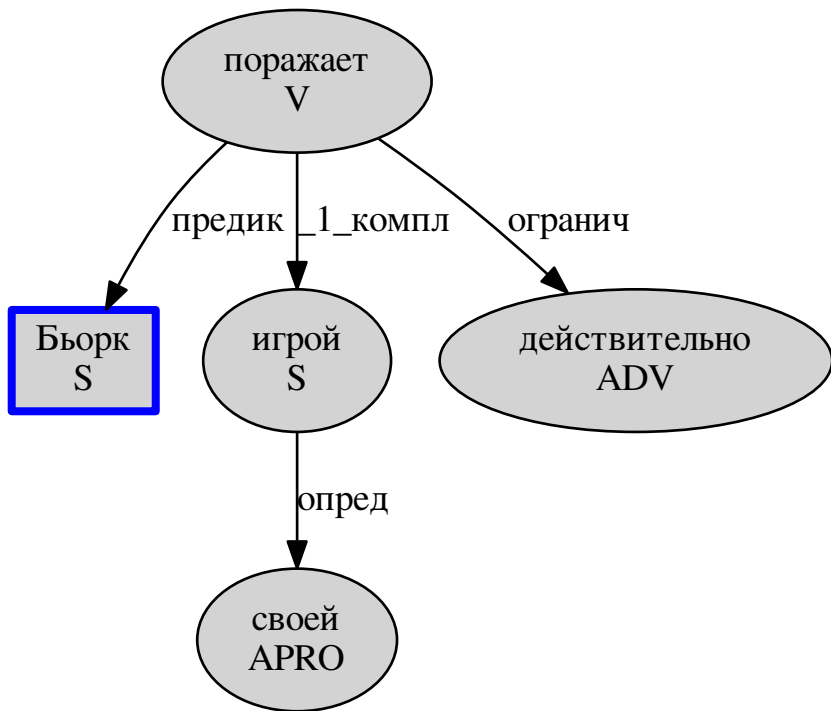 поражает
V
предик
_1_компл
огранич
Бьорк
S
игрой
S
действительно
ADV
опред
своей
APRO